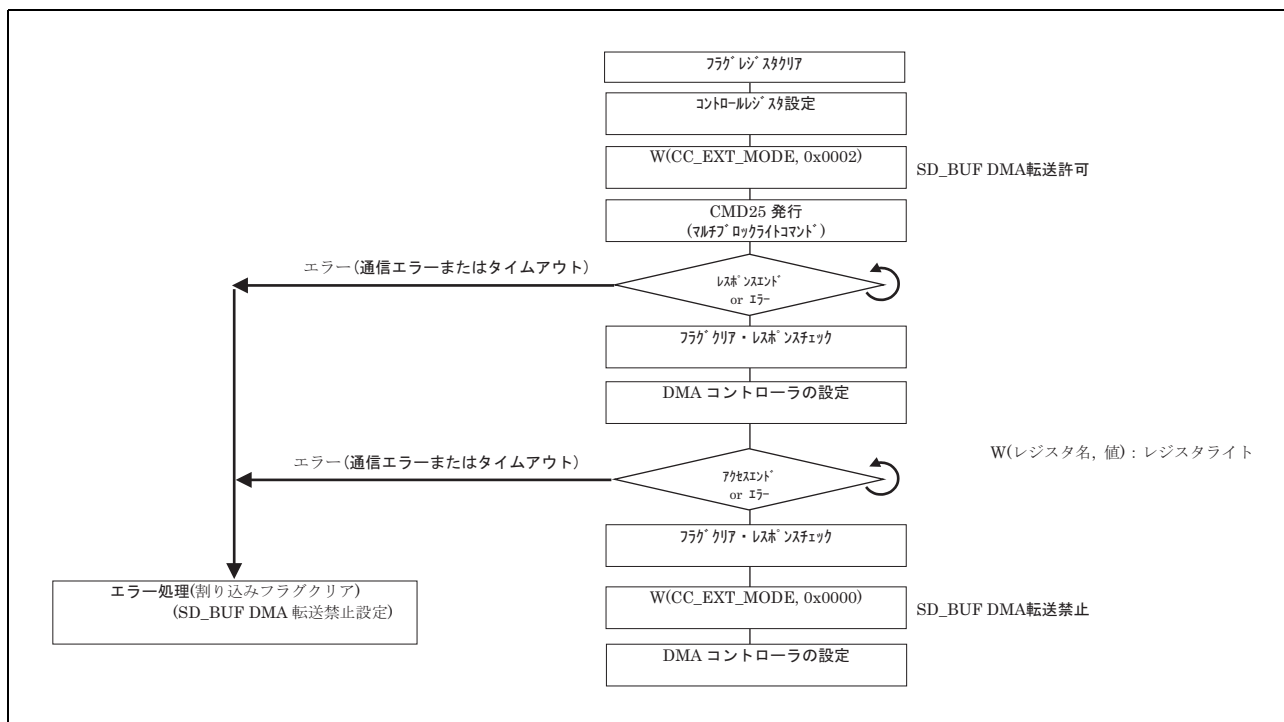 ﾌﾗｸﾞﾚｼﾞｽﾀｸﾘｱ
ｺﾝﾄﾛｰﾙﾚｼﾞｽﾀ設定
W(CC_EXT_MODE, 0x0002)
SD_BUF DMA転送許可
CMD25 発行
(ﾏﾙﾁﾌﾞﾛｯｸﾗｲﾄｺﾏﾝﾄﾞ)
エラー(通信エラーまたはタイムアウト)
ﾚｽﾎﾟﾝｽｴﾝﾄﾞ
or ｴﾗｰ
ﾌﾗｸﾞｸﾘｱ・ﾚｽﾎﾟﾝｽﾁｪｯｸ
DMA コントローラの設定
W(レジスタ名, 値) : レジスタライト
エラー(通信エラーまたはタイムアウト)
ｱｸｾｽｴﾝﾄﾞ
or ｴﾗｰ
ﾌﾗｸﾞｸﾘｱ・ﾚｽﾎﾟﾝｽﾁｪｯｸ
エラー処理(割り込みフラグクリア)
(SD_BUF DMA 転送禁止設定)
W(CC_EXT_MODE, 0x0000)
SD_BUF DMA転送禁止
DMA コントローラの設定